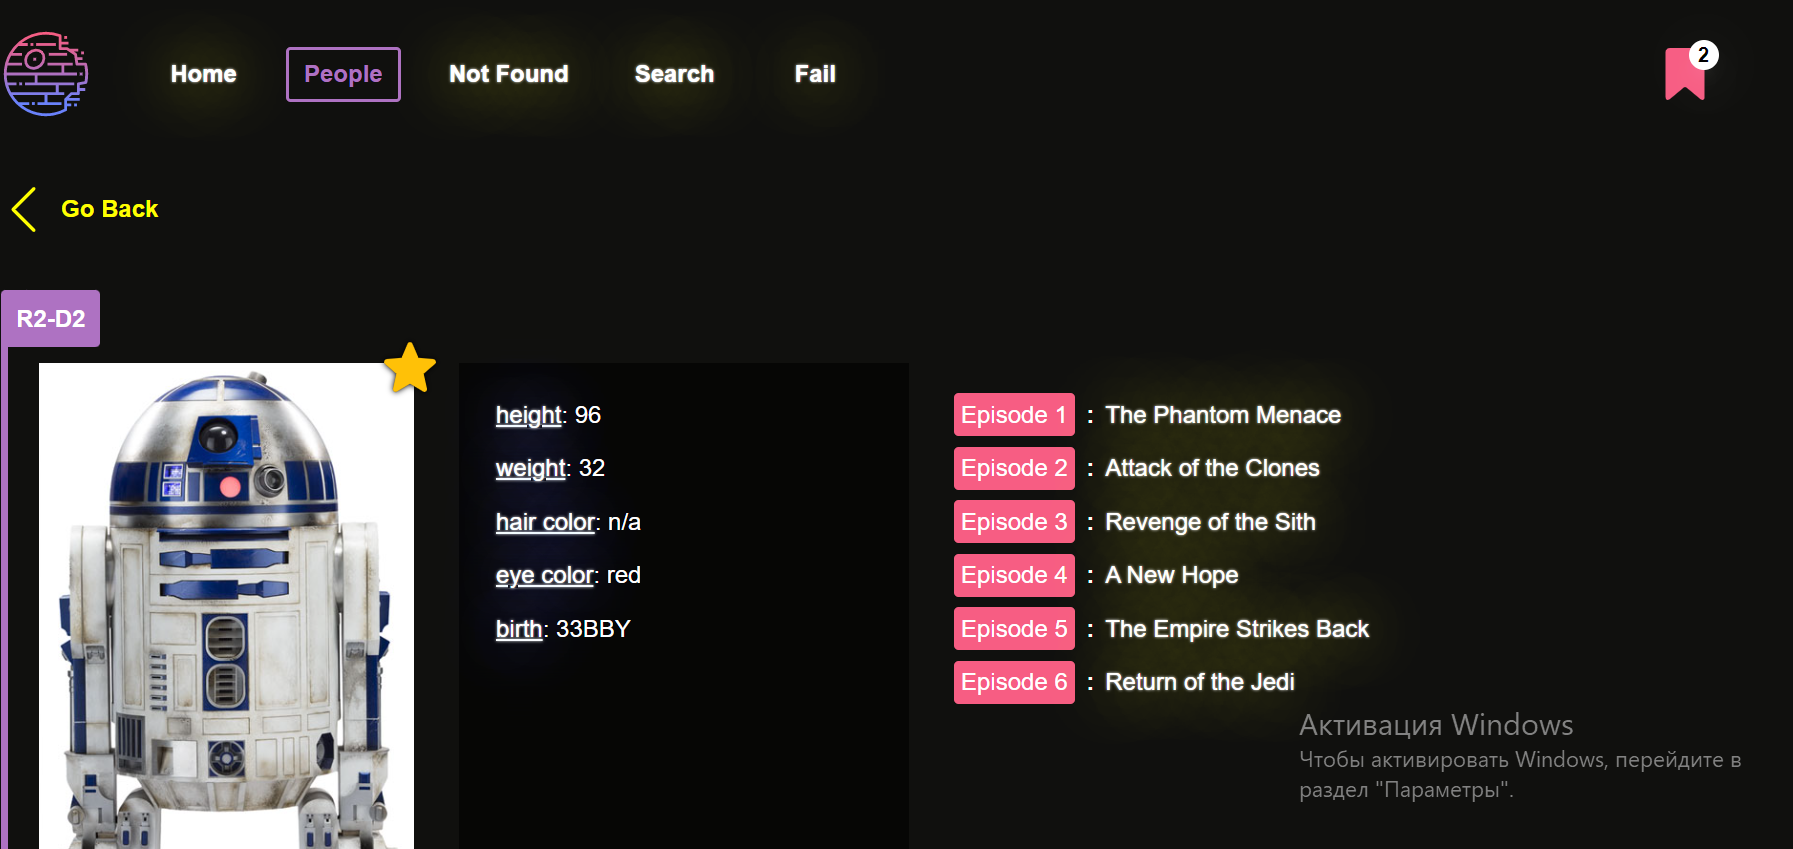 Home People Not Found Search Fail 2
Go Back
R2-D2
height: 96
weight: 32
hair color: n/a
eye color: red
birth: 33BBY
Episode 1 : The Phantom Menace
Episode 2 : Attack of the Clones
Episode 3 : Revenge of the Sith
Episode 4 : A New Hope
Episode 5 : The Empire Strikes Back
Episode 6 : Return of the Jedi
Активация Windows
Чтобы активировать Windows, перейдите в
раздел "Параметры".